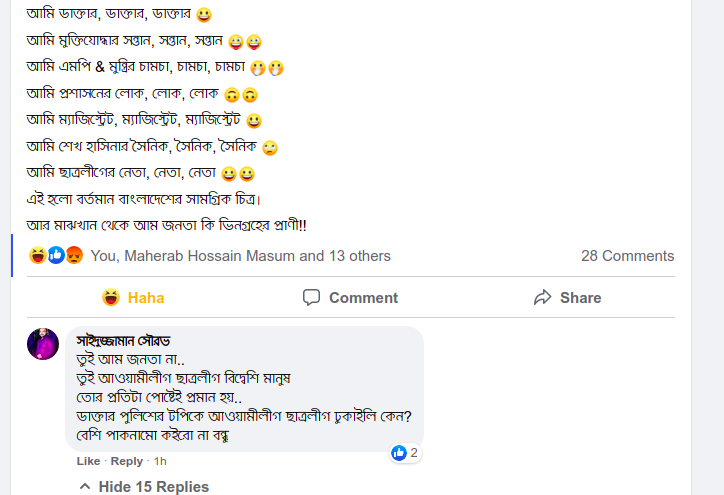 আমি ডাক্তার, ডাক্তার, ডাক্তার 😀
আমি মুক্তিযোদ্ধার সন্তান, সন্তান, সন্তান 😜😜
আমি এমপি & মুন্ত্রির চামচা, চামচা, চামচা 🤭🤭
আমি প্রশাসনের লোক, লোক, লোক 🙃🙃
আমি ম্যাজিস্ট্রেট, ম্যাজিস্ট্রেট, ম্যাজিস্ট্রেট 😀
আমি শেখ হাসিনার সৈনিক, সৈনিক, সৈনিক 🙄
আমি ছাত্রলীগের নেতা, নেতা, নেতা 😀😀
এই হলো বর্তমান বাংলাদেশের সামগ্রিক চিত্র।
আর মাঝখান থেকে আম জনতা কি ভিনগ্রহের প্রাণী!!
You, Maherab Hossain Masum and 13 others 28 Comments
Haha Comment Share
সাইদুজ্জামান সৌরভ
তুই আম জনতা না..
তুই আওয়ামীলীগ ছাত্রলীগ বিদ্বেশি মানুষ
তোর প্রতিটা পোষ্টেই প্রমান হয়..
ডাক্তার পুলিশের টপিকে আওয়ামীলীগ ছাত্রলীগ ঢুকাইলি কেন?
বেশি পাকনামো কইরো না বন্ধু
2
Like · Reply · 1h
Hide 15 Replies